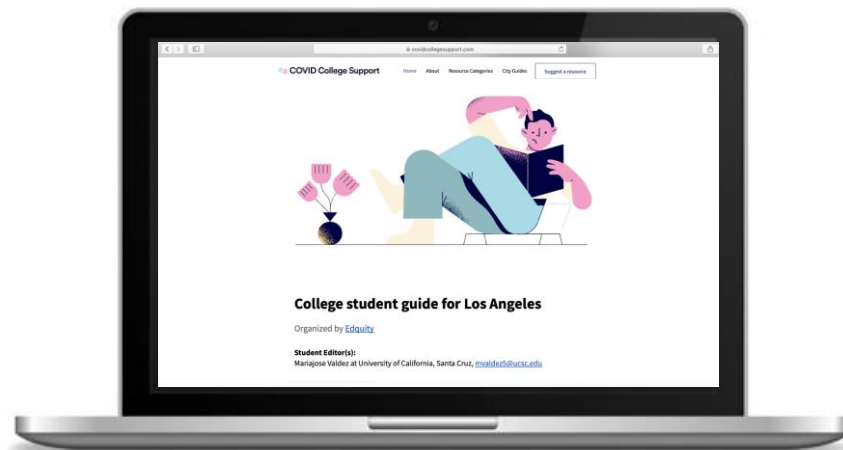 covidcollegesupport.com
COVID College Support Home About Resource Categories City Guides Suggest a resource
College student guide for Los Angeles
Organized by Edquity
Student Editor(s):
Mariajose Valdez at University of California, Santa Cruz, mvaldez5@ucsc.edu